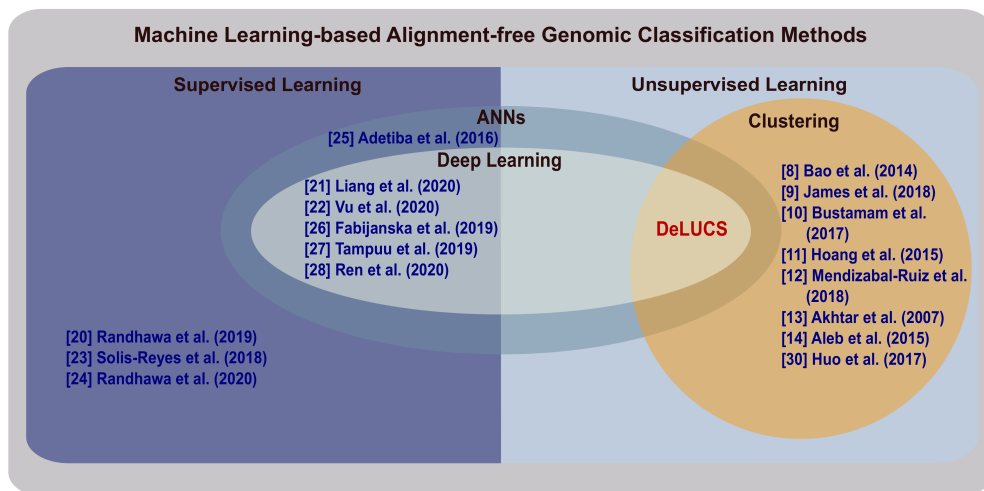 Machine Learning-based Alignment-free Genomic Classification Methods
Supervised Learning
Unsupervised Learning
ANNs
[25] Adetiba et al. (2016)
Deep Learning
[21] Liang et al. (2020)
[22] Vu et al. (2020)
[26] Fabijanska et al. (2019)
[27] Tampuu et al. (2019)
[28] Ren et al. (2020)
[20] Randhawa et al. (2019)
[23] Solis-Reyes et al. (2018)
[24] Randhawa et al. (2020)
DeLUCS
Clustering
[8] Bao et al. (2014)
[9] James et al. (2018)
[10] Bustamam et al.
(2017)
[11] Hoang et al. (2015)
[12] Mendizabal-Ruiz et al.
(2018)
[13] Akhtar et al. (2007)
[14] Aleb et al. (2015)
[30] Huo et al. (2017)